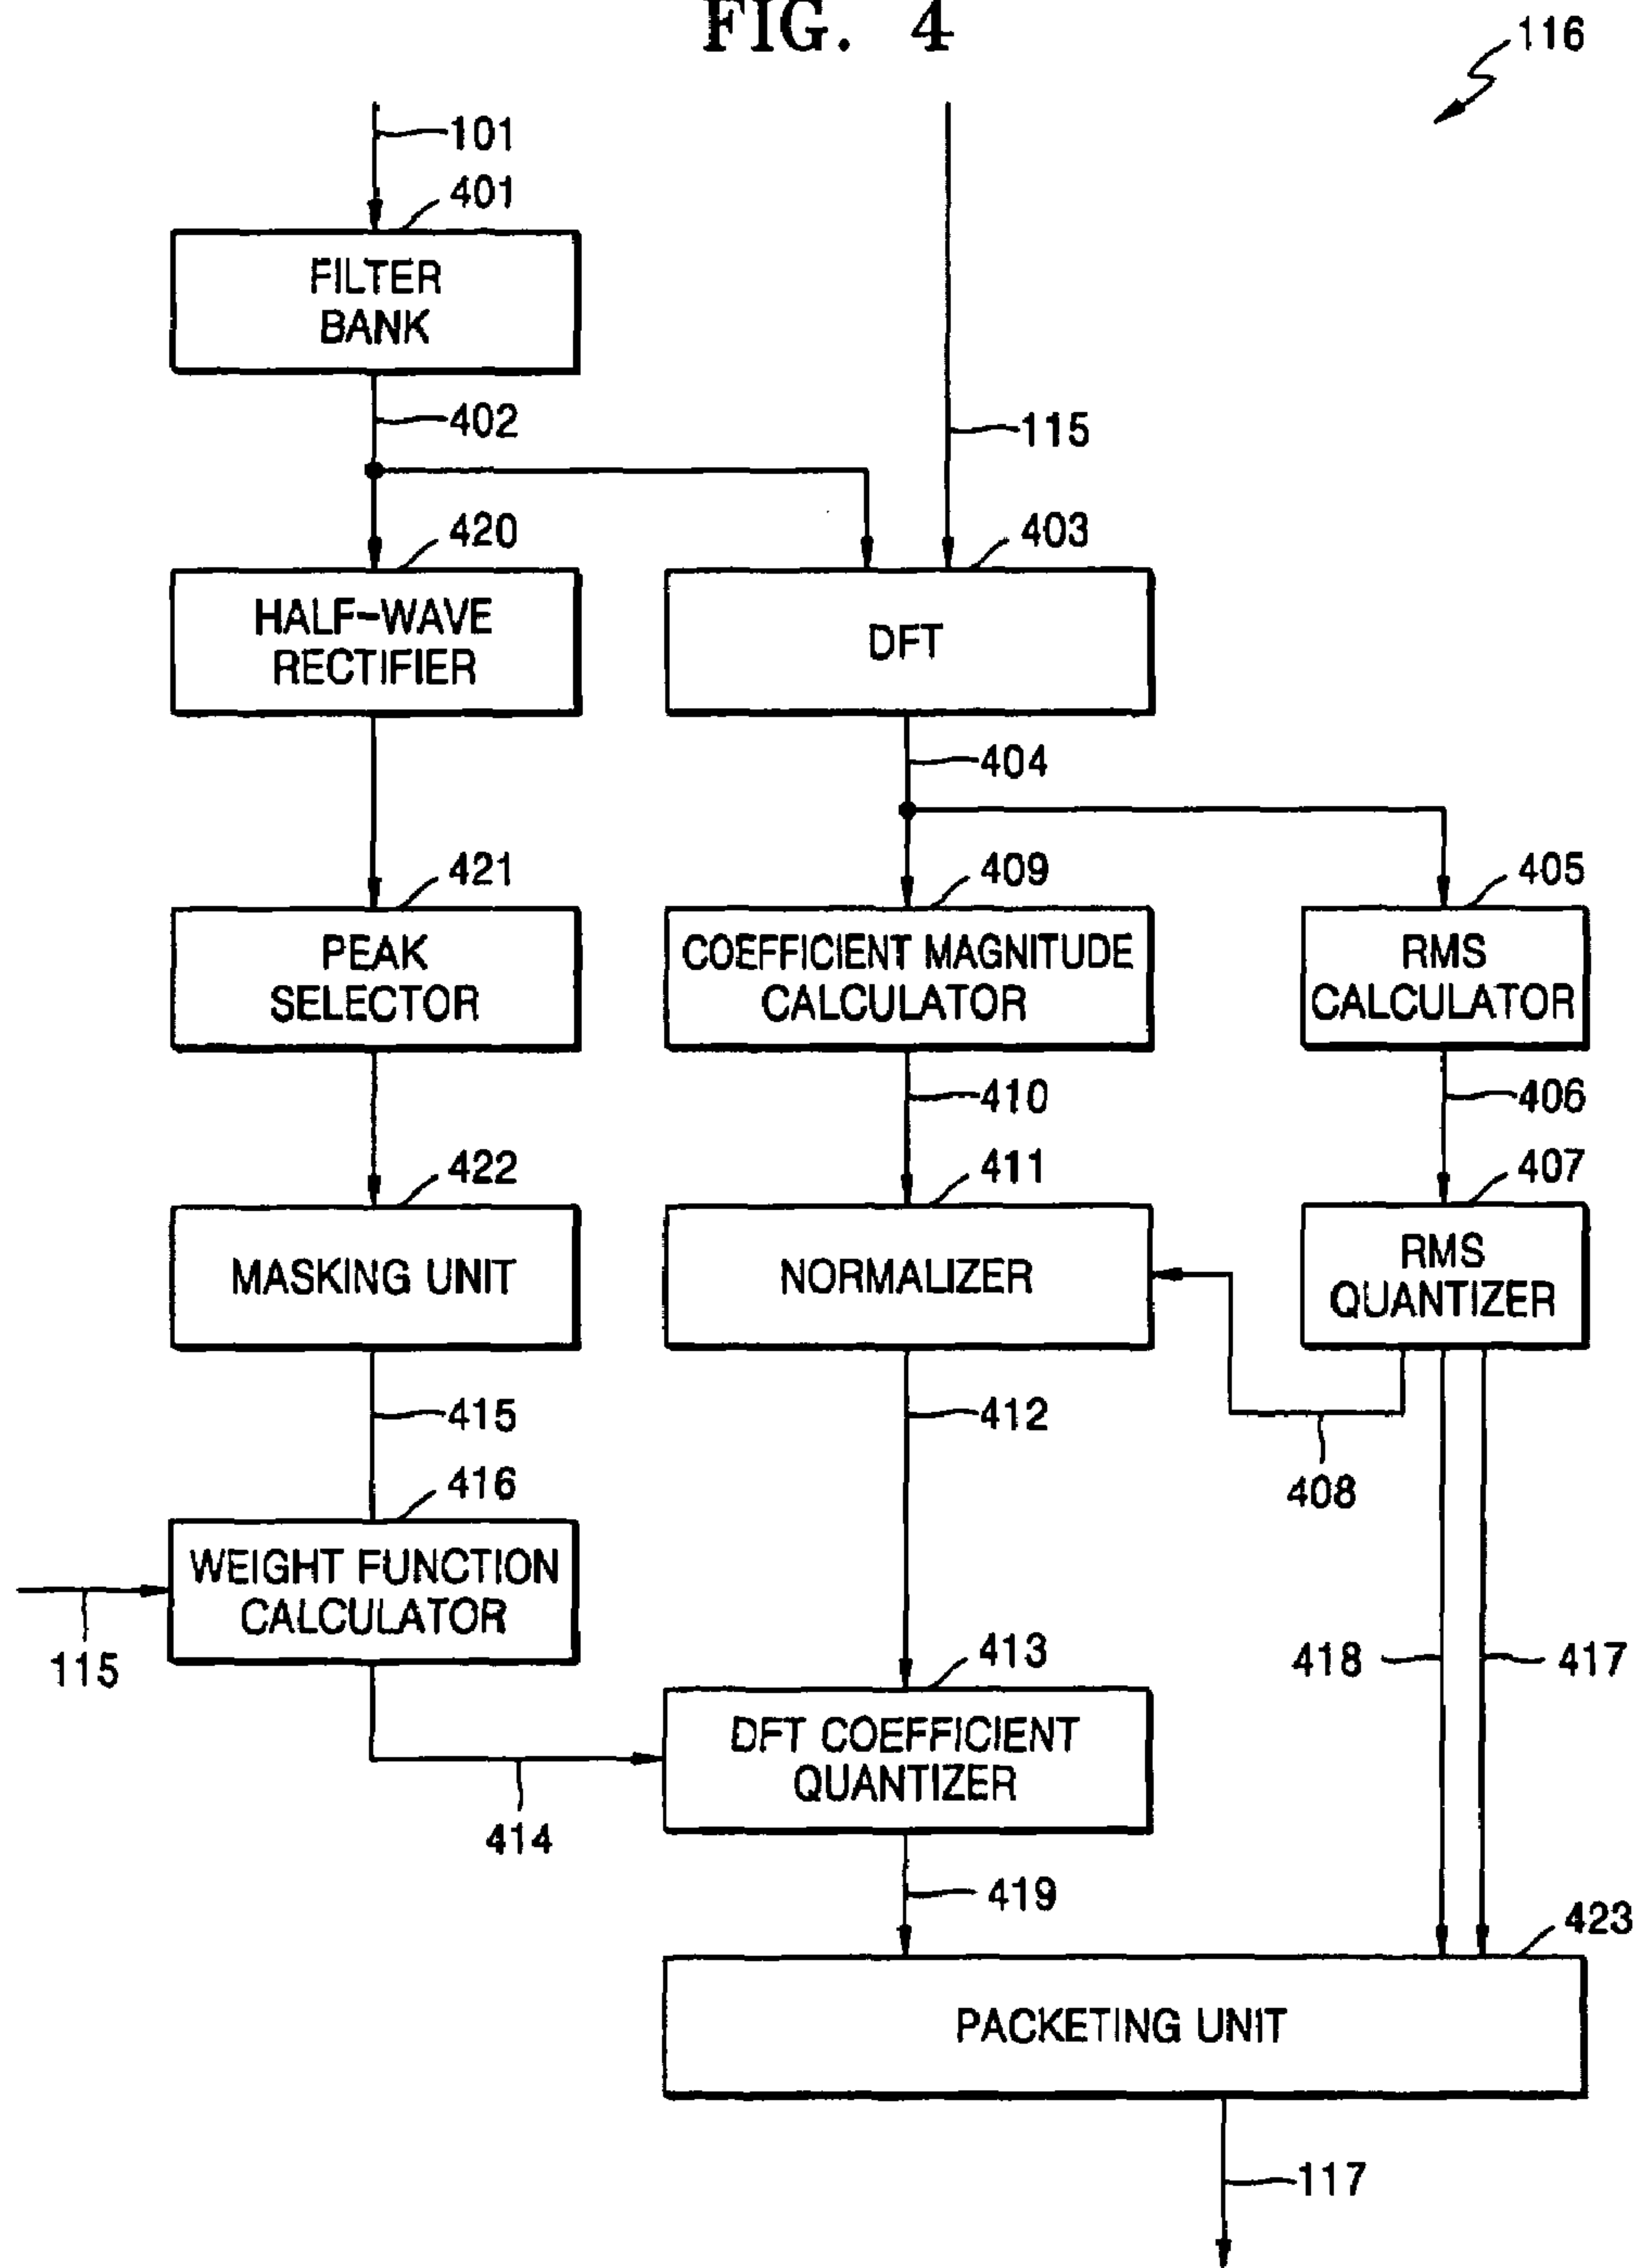 FIG. 4
116
101
401
FILTER
BANK
402
115
420
403
HALF-WAVE
RECTIFIER
DFT
404
421
409
405
PEAK
SELECTOR
COEFFICIENT MAGNITUDE
CALCULATOR
RMS
CALCULATOR
410
406
422
411
407
MASKING UNIT
NORMALIZER
RMS
QUANTIZER
415
412
408
416
WEIGHT FUNCTION
CALCULATOR
115
413
418
417
DFT COEFFICIENT
QUANTIZER
414
419
423
PACKETING UNIT
117